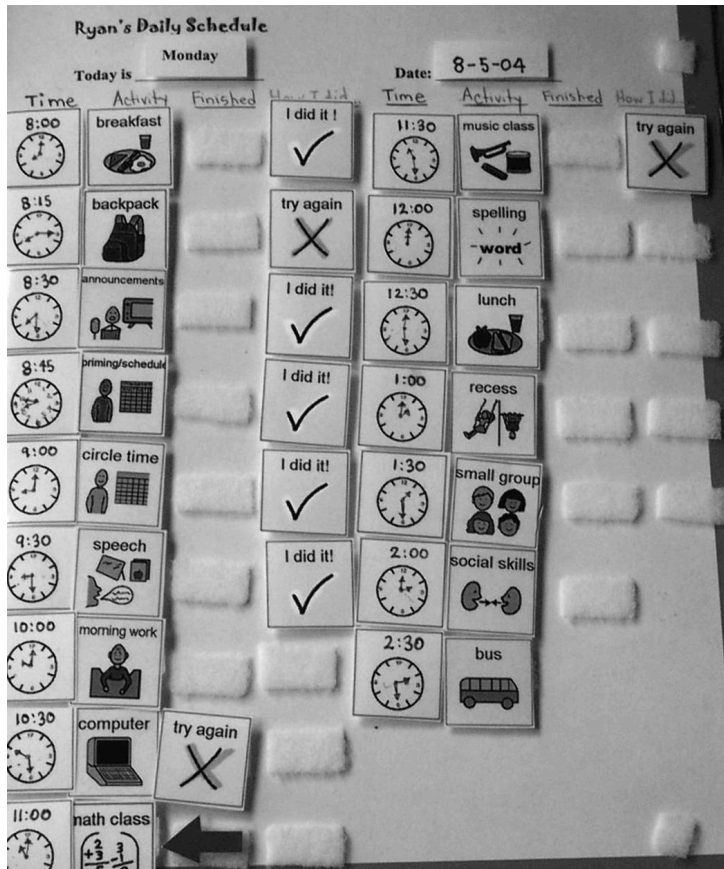 Ryan's Daily Schedule
Today is Monday
Date: 8-5-04
Time Activity Finished How I did...
8:00 breakfast I did it !
8:15 backpack try again
8:30 announcements I did it!
8:45 priming/schedule I did it!
9:00 circle time I did it!
9:30 speech I did it!
10:00 morning work
10:30 computer try again
11:00 math class
Time Activity Finished How I did...
11:30 music class try again
12:00 spelling
word
12:30 lunch
1:00 recess
1:30 small group
2:00 social skills
2:30 bus